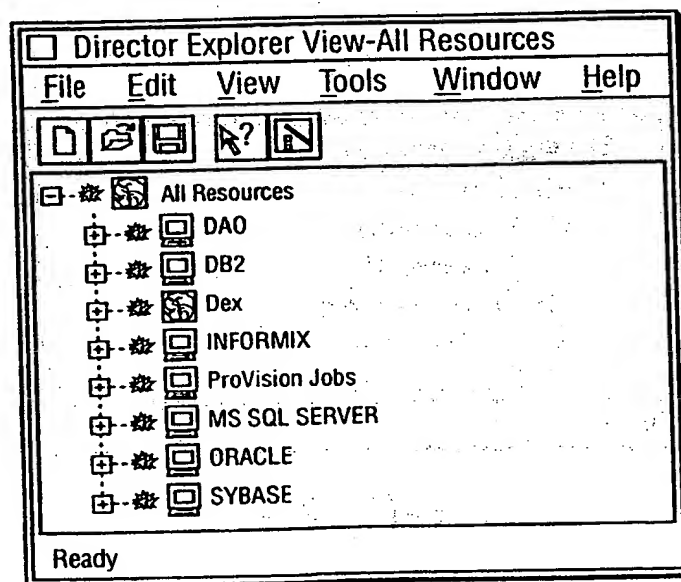 Director Explorer View-All Resources
File Edit View Tools Window Help
?
All Resources
DAO
DB2
Dex
INFORMIX
ProVision Jobs
MS SQL SERVER
ORACLE
SYBASE
Ready